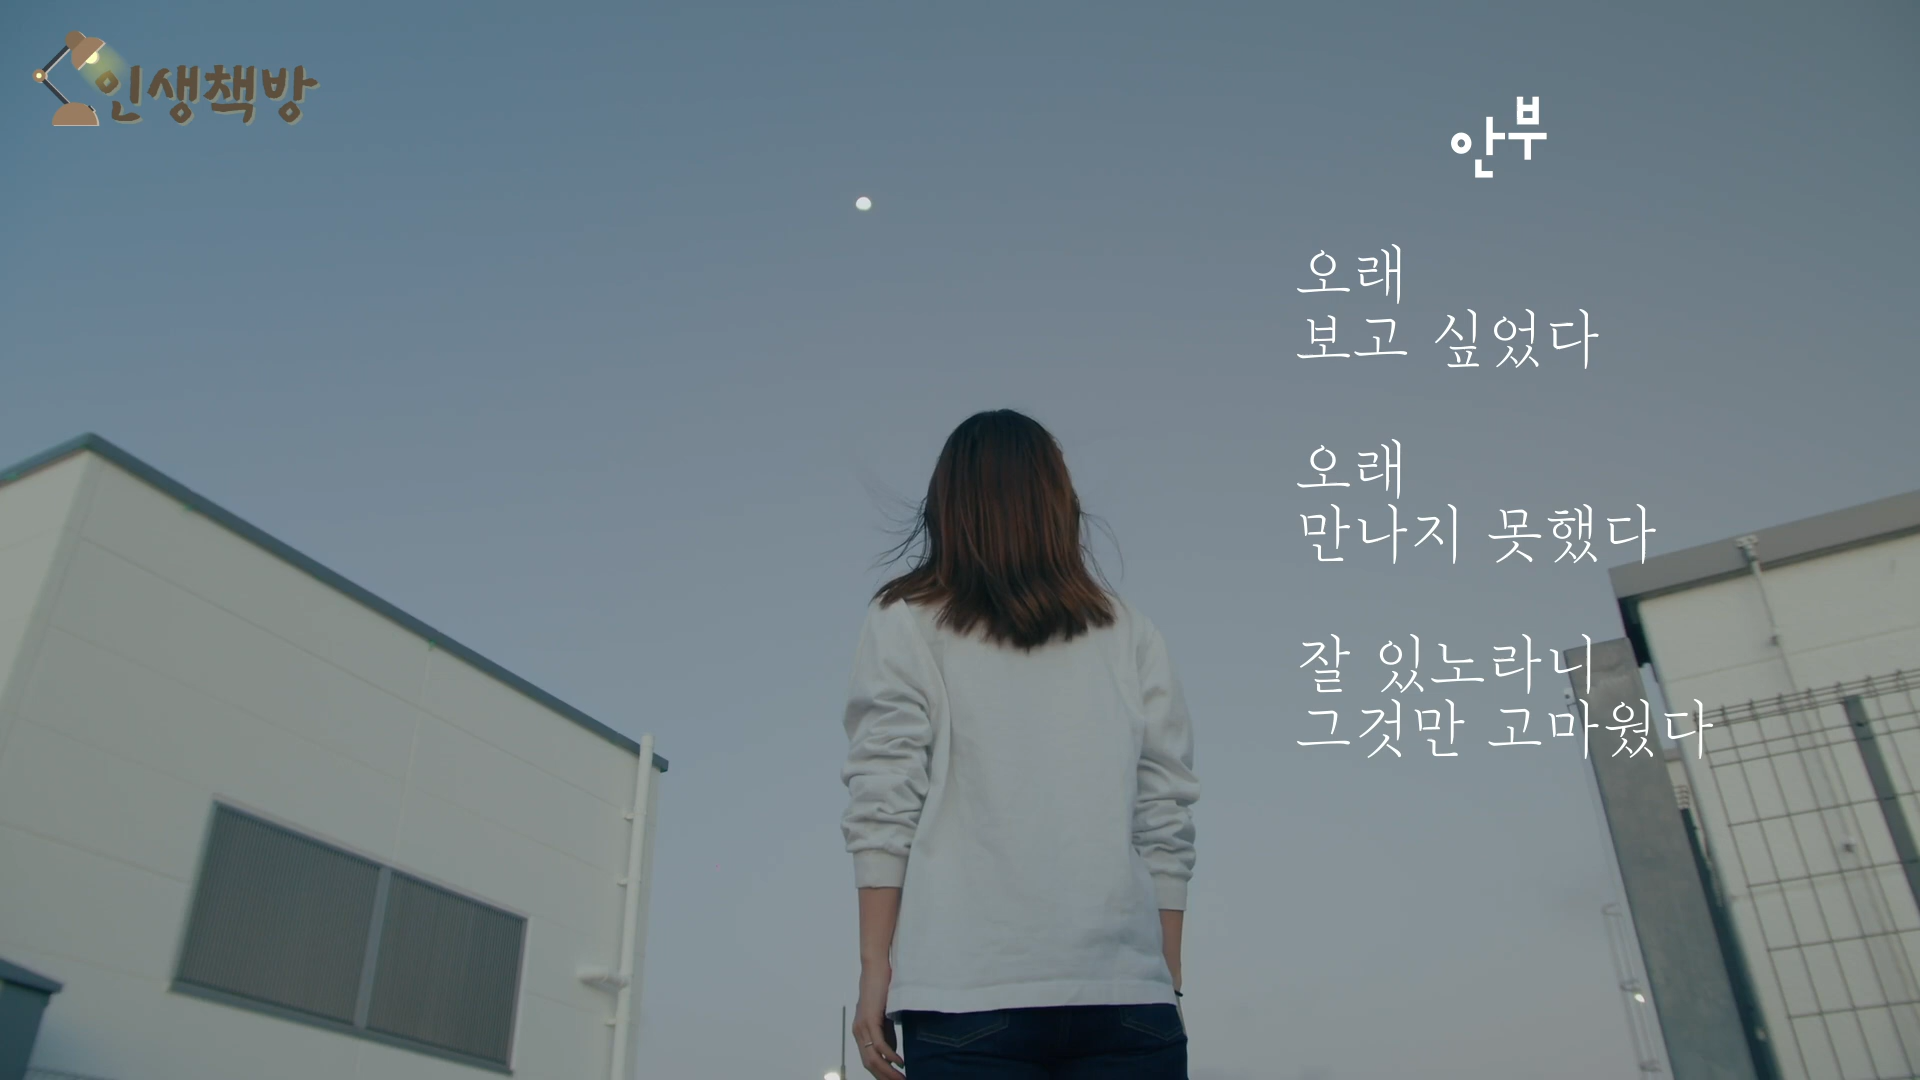 인생책방
안부
오래
보고 싶었다
오래
만나지 못했다
잘 있노라니
그것만 고마웠다